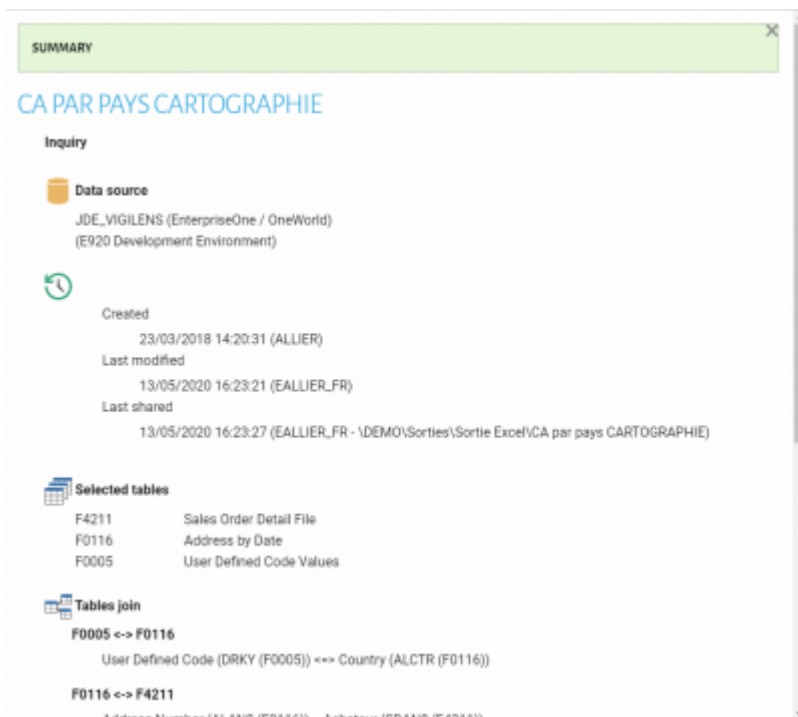 SUMMARY
CA PAR PAYS CARTOGRAPHIE
Inquiry
Data source
JDE_VIGILENS (EnterpriseOne / OneWorld)
(E920 Development Environment)
Created
23/03/2018 14:20:31 (ALLIER)
Last modified
13/05/2020 16:23:21 (EALLIER_FR)
Last shared
13/05/2020 16:23:27 (EALLIER_FR - \DEMO\Sorties\Sortie Excel\CA par pays CARTOGRAPHIE)
Selected tables
F4211 Sales Order Detail File
F0116 Address by Date
F0005 User Defined Code Values
Tables join
F0005 <-> F0116
User Defined Code (DRKY (F0005)) <=> Country (ALCTR (F0116))
F0116 <-> F4211
Address Number